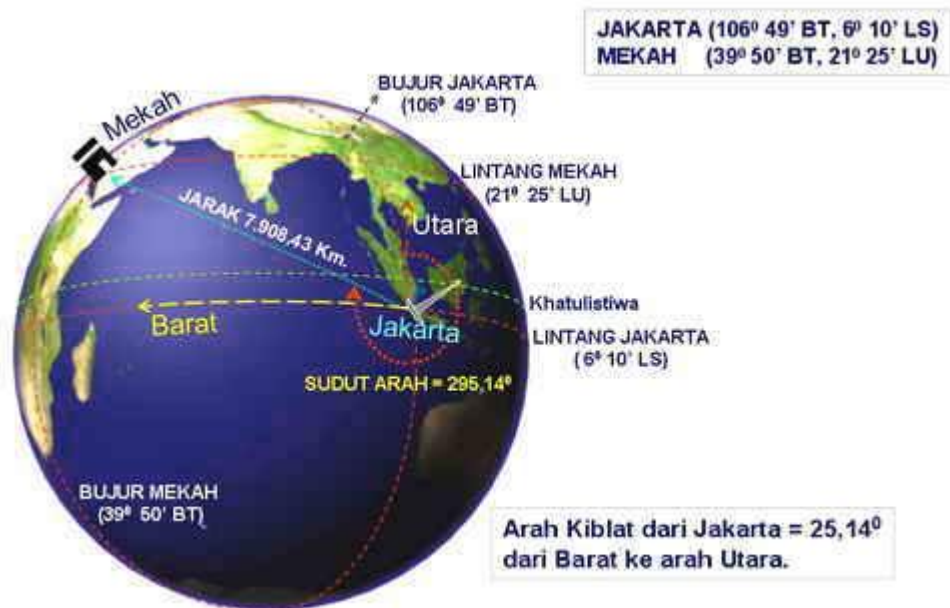 JAKARTA (106⁰ 49' BT, 6⁰ 10' LS)
MEKAH (39⁰ 50' BT, 21⁰ 25' LU)
BUJUR JAKARTA
(106⁰ 49' BT)
Mekah
LINTANG MEKAH
(21⁰ 25' LU)
JARAK 7.908,43 Km.
Utara
Khatulistiwa
Barat
Jakarta
LINTANG JAKARTA
(6⁰ 10' LS)
SUDUT ARAH = 295,14⁰
BUJUR MEKAH
(39⁰ 50' BT)
Arah Kiblat dari Jakarta = 25,14⁰
dari Barat ke arah Utara.